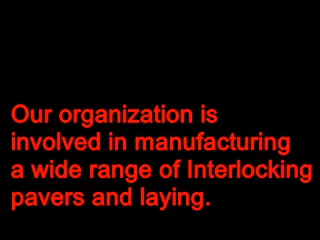 Our organization is
involved in manufacturing
a wide range of Interlocking
pavers and laying.